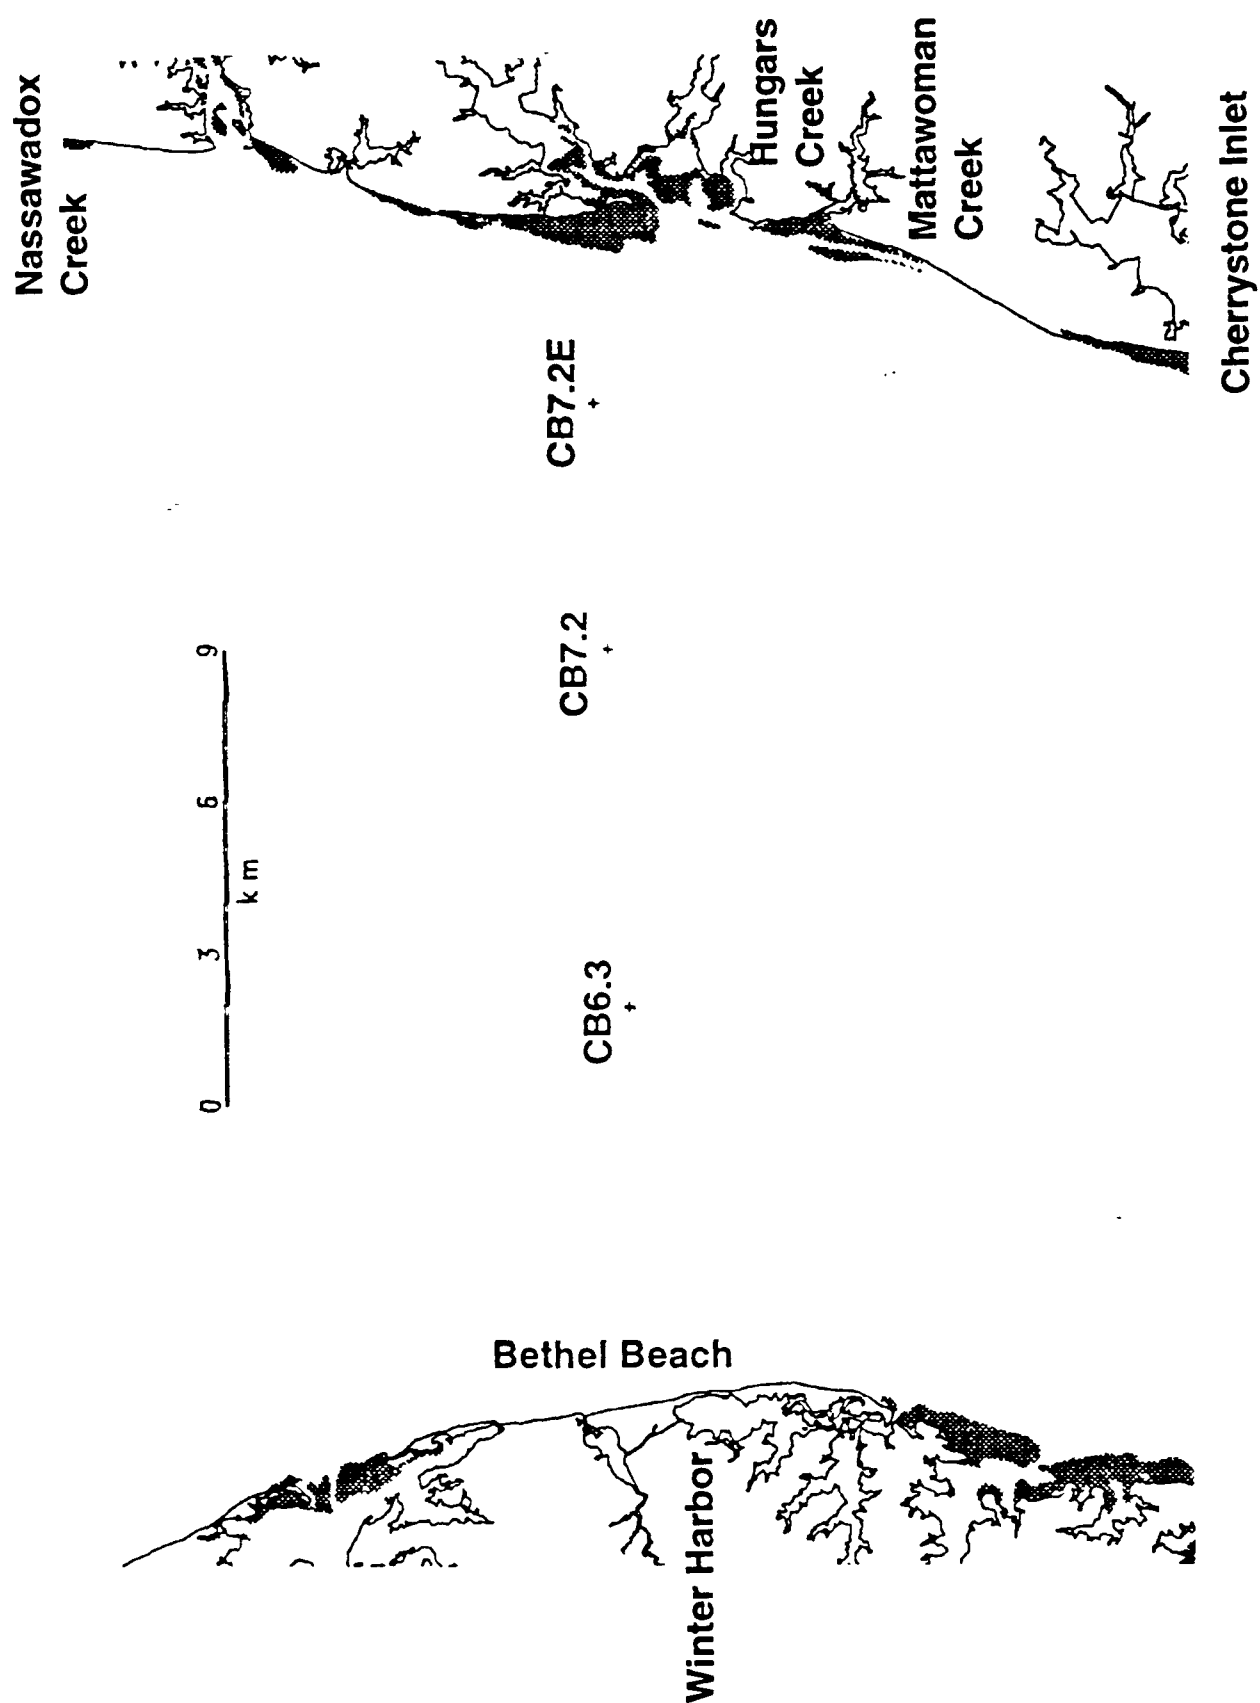 Nassawadox
Creek
0 3 6 9
km
CB6.3
CB7.2
CB7.2E
Bethel Beach
Winter Harbor
Hungars
Creek
Mattawoman
Creek
Cherrystone Inlet